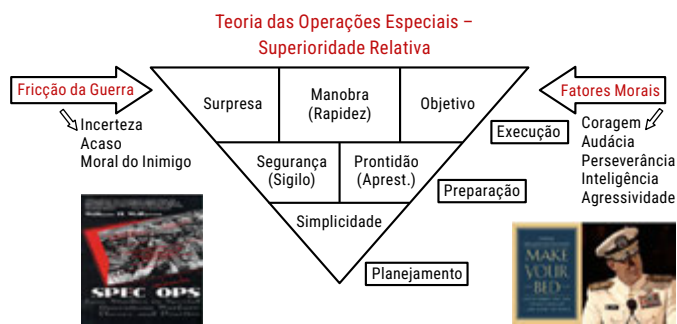 Teoria das Operações Especiais –
Superioridade Relativa
Fricção da Guerra
Incerteza
Acaso
Moral do Inimigo
Surpresa
Manobra
(Rapidez)
Objetivo
Segurança
(Sigilo)
Prontidão
(Aprest.)
Simplicidade
Execução
Preparação
Planejamento
Fatores Morais
Coragem
Audácia
Perseverância
Inteligência
Agressividade
SPEC OPS
MAKE
YOUR
BED